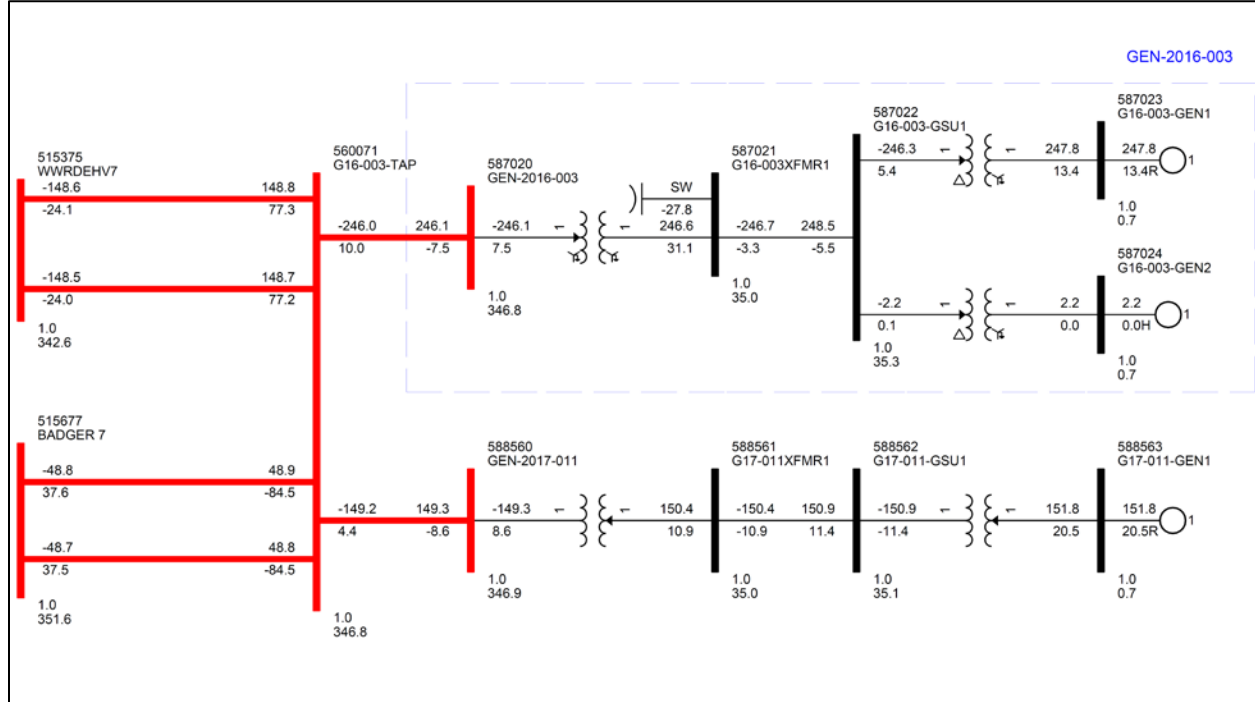 GEN-2016-003
515375
WWRDEHV7
-148.6 148.8
-24.1 77.3
-148.5 148.7
-24.0 77.2
1.0
342.6
560071
G16-003-TAP
-246.0 246.1
10.0 -7.5
587020
GEN-2016-003
-246.1 1 1 246.6
7.5 31.1
SW
-27.8
1.0
346.8
587021
G16-003XFMR1
-246.7 248.5
-3.3 -5.5
1.0
35.0
587022
G16-003-GSU1
-246.3 1 1 247.8
5.4 13.4
587023
G16-003-GEN1
247.8 1
13.4R
1.0
0.7
-2.2 1 1 2.2
0.1 0.0
1.0
35.3
587024
G16-003-GEN2
2.2 1
0.0H
1.0
0.7
515677
BADGER 7
-48.8 48.9
37.6 -84.5
-48.7 48.8
37.5 -84.5
1.0
351.6
-149.2 149.3
4.4 -8.6
1.0
346.8
588560
GEN-2017-011
-149.3 1 1 150.4
8.6 10.9
1.0
346.9
588561
G17-011XFMR1
-150.4 150.9
-10.9 11.4
1.0
35.0
588562
G17-011-GSU1
-150.9 1 1 151.8
-11.4 20.5
1.0
35.1
588563
G17-011-GEN1
151.8 1
20.5R
1.0
0.7